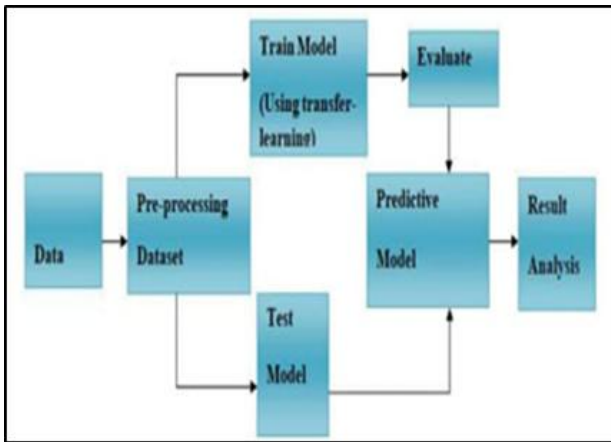 Data
Pre-processing
Dataset
Train Model
(Using transfer-
learning)
Evaluate
Test
Model
Predictive
Model
Result
Analysis